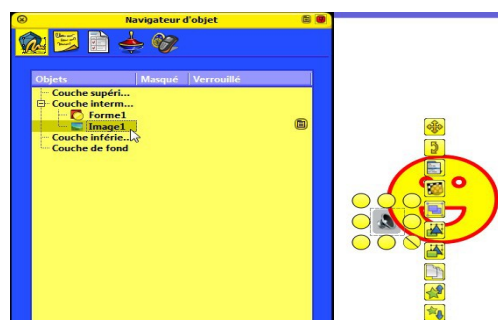 Navigateur d'objet
Objets Masqué Verrouillé
Couche supéri...
Couche interm...
Forme1
Image1
Couche inférie...
Couche de fond